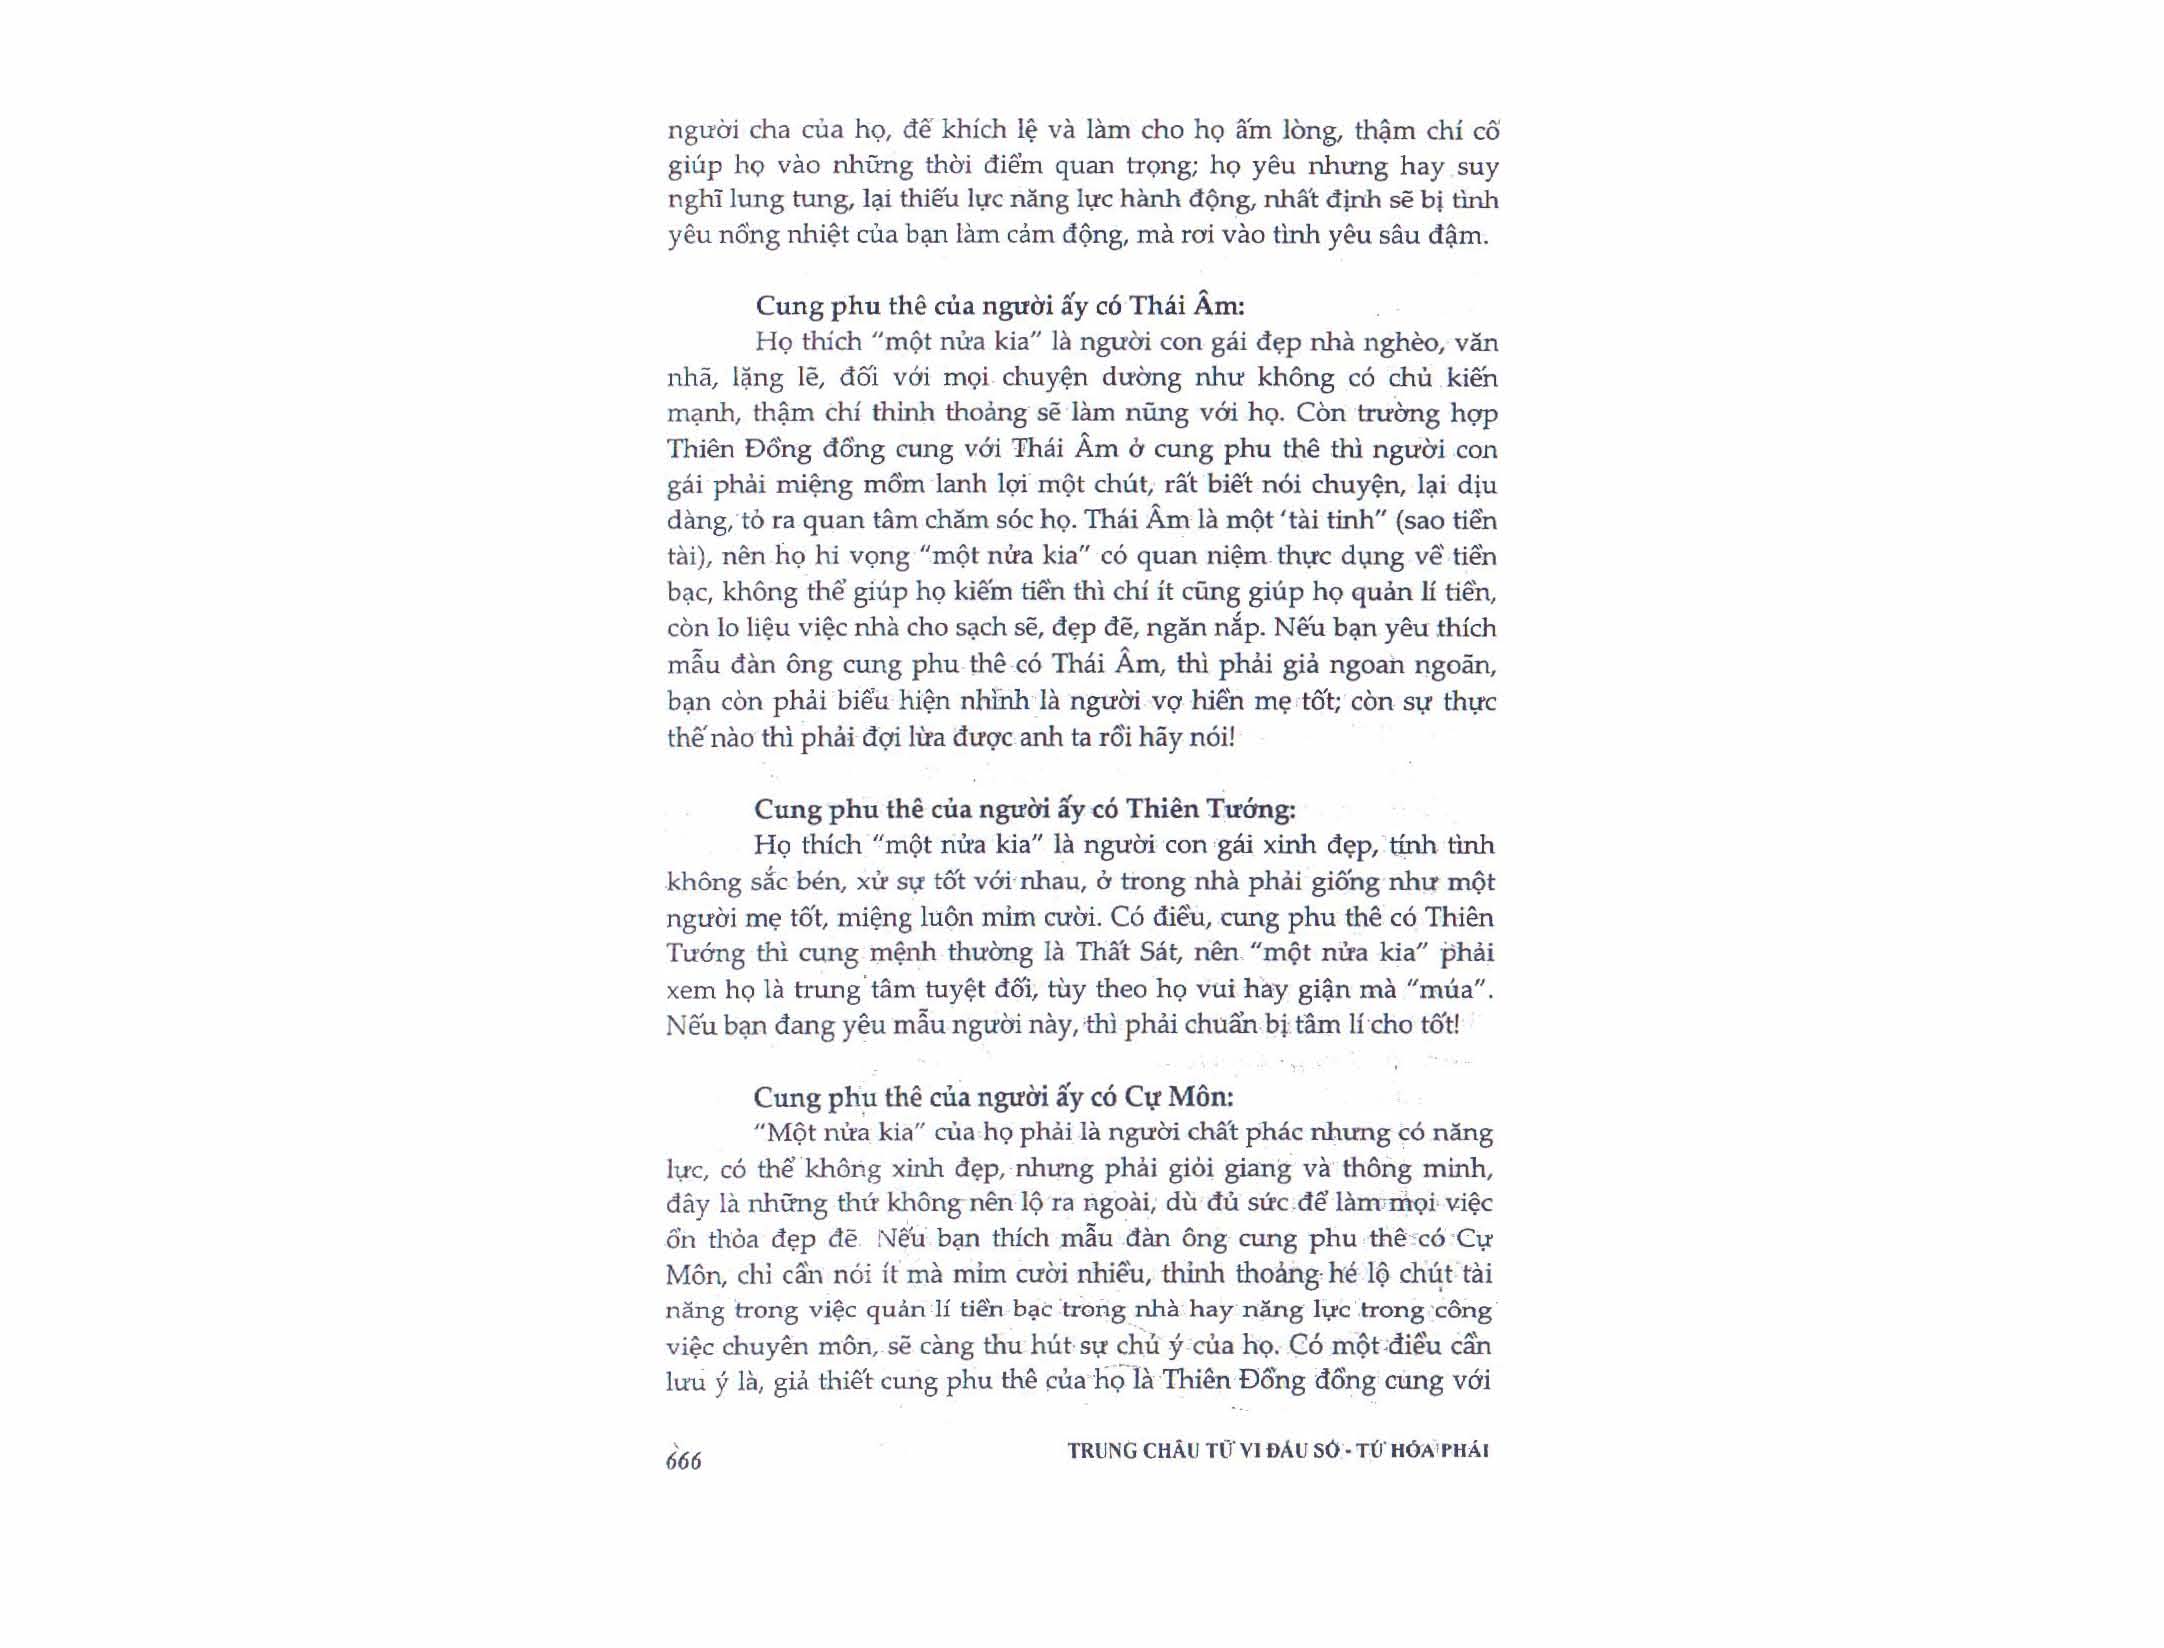 người cha của họ, để khích lệ và làm cho họ ấm lòng, thậm chí cố
giúp họ vào những thời điểm quan trọng; họ yêu nhưng hay suy
nghĩ lung tung, lại thiếu lực năng lực hành động, nhất định sẽ bị tình
yêu nồng nhiệt của bạn làm cảm động, mà rơi vào tình yêu sâu đậm.
Cung phu thê của người ấy có Thái Âm:
Họ thích "một nửa kia" là người con gái đẹp nhà nghèo, văn
nhã, lặng lẽ, đối với mọi chuyện dường như không có chủ kiến
mạnh, thậm chí thỉnh thoảng sẽ làm nũng với họ. Còn trường hợp
Thiên Đồng đồng cung với Thái Âm ở cung phu thê thì người con
gái phải miệng mồm lanh lợi một chút, rất biết nói chuyện, lại dịu
dàng, tỏ ra quan tâm chăm sóc họ. Thái Âm là một 'tài tinh" (sao tiền
tài), nên họ hi vọng "một nửa kia" có quan niệm thực dụng về tiền
bạc, không thể giúp họ kiếm tiền thì chí ít cũng giúp họ quản lí tiền,
còn lo liệu việc nhà cho sạch sẽ, đẹp đẽ, ngăn nắp. Nếu bạn yêu thích
mẫu đàn ông cung phu thê có Thái Âm, thì phải giả ngoan ngoãn,
bạn còn phải biểu hiện nhình là người vợ hiền mẹ tốt; còn sự thực
thế nào thì phải đợi lừa được anh ta rồi hãy nói!
Cung phu thê của người ấy có Thiên Tướng:
Họ thích "một nửa kia" là người con gái xinh đẹp, tính tình
không sắc bén, xử sự tốt với nhau, ở trong nhà phải giống như một
người mẹ tốt, miệng luôn mỉm cười. Có điều, cung phu thê có Thiên
Tướng thì cung mệnh thường là Thất Sát, nên "một nửa kia" phải
xem họ là trung tâm tuyệt đối, tùy theo họ vui hay giận mà "múa".
Nếu bạn đang yêu mẫu người này, thì phải chuẩn bị tâm lí cho tốt!
Cung phu thê của người ấy có Cự Môn:
"Một nửa kia" của họ phải là người chất phác nhưng có năng
lực, có thể không xinh đẹp, nhưng phải giỏi giang và thông minh,
đây là những thứ không nên lộ ra ngoài, dù đủ sức để làm mọi việc
ổn thỏa đẹp đẽ. Nếu bạn thích mẫu đàn ông cung phu thê có Cự
Môn, chỉ cần nói ít mà mỉm cười nhiều, thỉnh thoảng hé lộ chút tài
năng trong việc quản lí tiền bạc trong nhà hay năng lực trong công
việc chuyên môn, sẽ càng thu hút sự chủ ý của họ. Có một điều cần
lưu ý là, giả thiết cung phu thê của họ là Thiên Đồng đồng cung với
666
TRUNG CHÂU TỬ VI ĐẨU SỐ - TỨ HÓA PHÁI